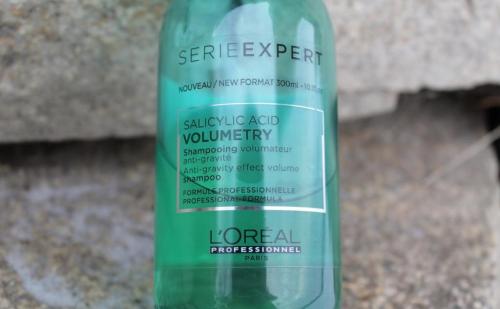 SERIEEXPERT
NOUVEAU / NEW FORMAT 300ml
SALICYLIC ACID
VOLUMETRY
Shampooing volumateur
anti-gravité
Anti-gravity effect volume
shampoo
FORMULE PROFESSIONNELLE
PROFESSIONAL FORMULA
L'ORÉAL
PROFESSIONNEL
PARIS